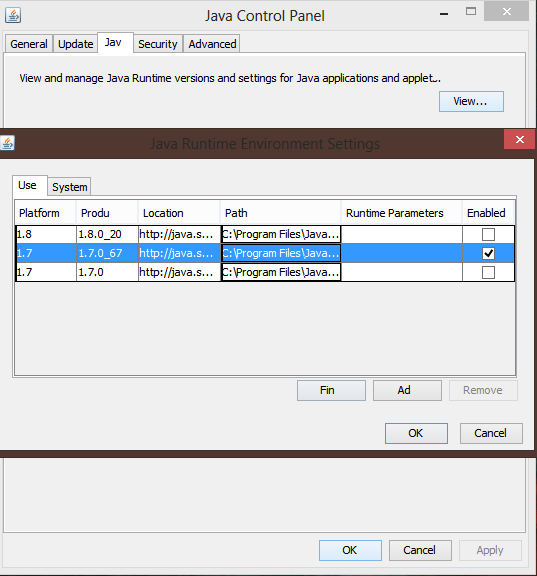 Java Control Panel
General Update Jav Security Advanced
View and manage Java Runtime versions and settings for Java applications and applet...
View...
Java Runtime Environment Settings
Use System
Platform Produ Location Path Runtime Parameters Enabled
1.8 1.8.0_20 http://java.s... C:\Program Files\Java...
1.7 1.7.0_67 http://java.s... C:\Program Files\Java...
1.7 1.7.0 http://java.s... C:\Program Files\Java...
Fin Ad Remove
OK Cancel
OK Cancel Apply